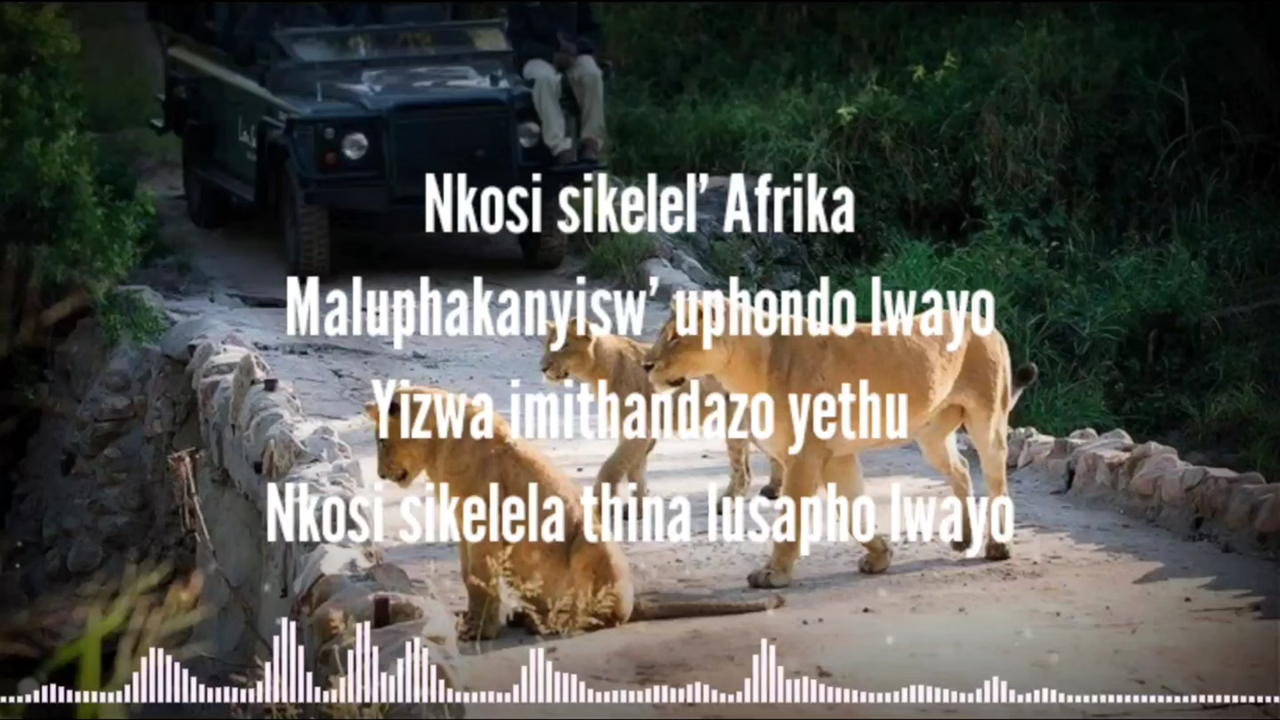 Nkosi sikelel’ Afrika
Maluphakanyisw’ uphondo lwayo
Yizwa imithandazo yethu
Nkosi sikelela thina lusapho lwayo